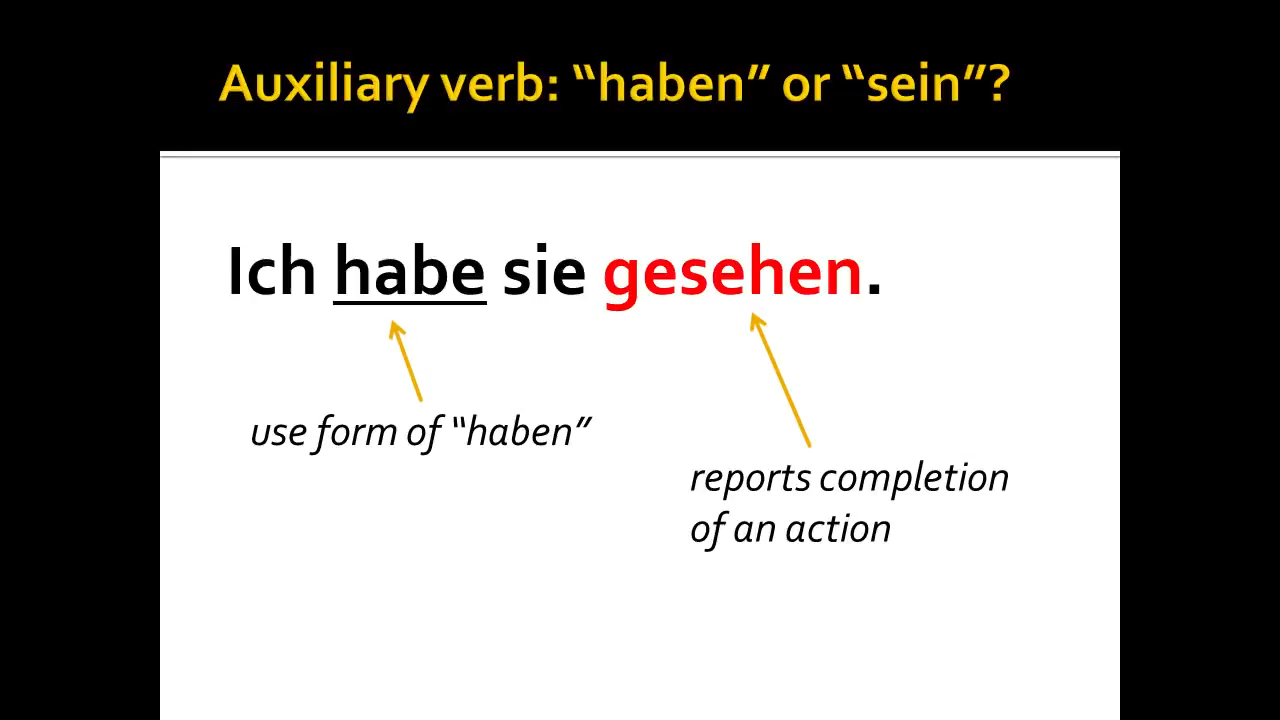 Auxiliary verb: “haben” or “sein”?
Ich habe sie gesehen.
use form of “haben”
reports completion
of an action